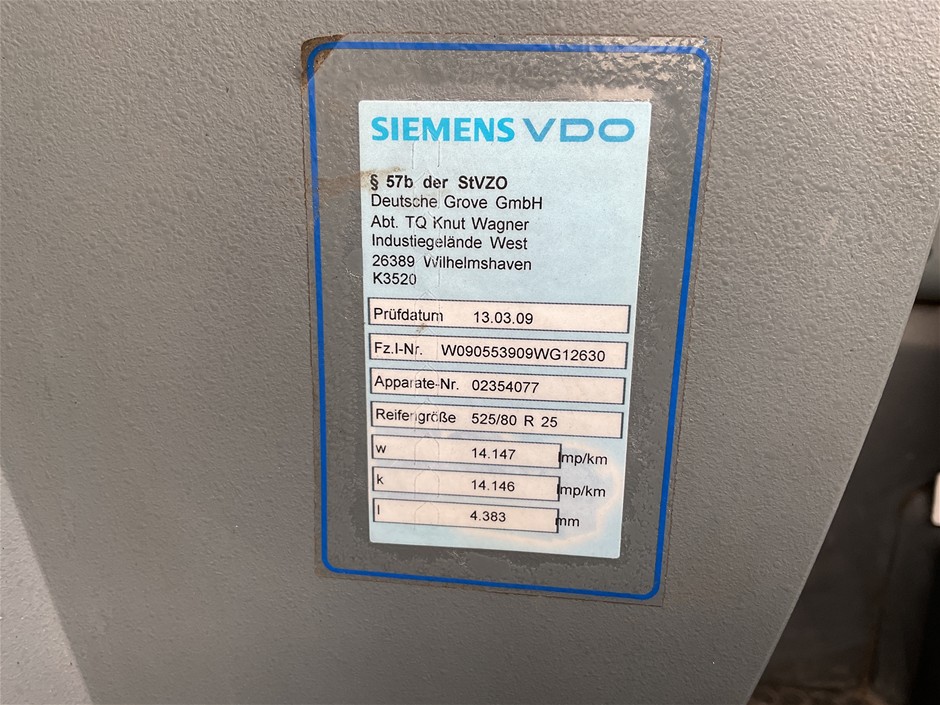 SIEMENS VDO
§ 57b der StVZO
Deutsche Grove GmbH
Abt. TQ Knut Wagner
Industiegelände West
26389 Wilhelmshaven
K3520
Prüfdatum 13.03.09
Fz.I-Nr. W090553909WG12630
Apparate-Nr. 02354077
Reifengröße 525/80 R 25
w 14.147 Imp/km
k 14.146 Imp/km
l 4.383 mm